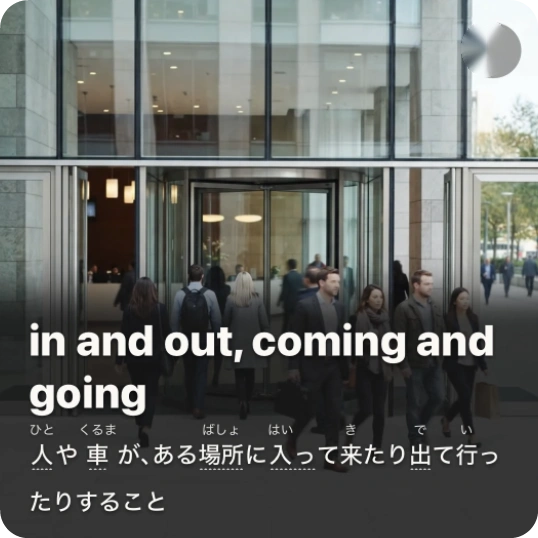 in and out, coming and
going
ひと くるま ばしょ はい き で い
人や車が、ある場所に入って来たり出て行っ
たりすること